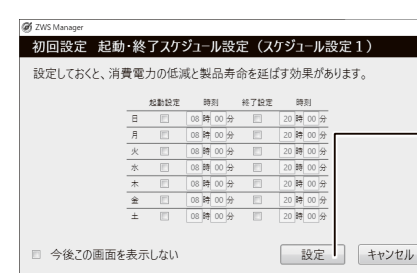 ZWS Manager
初回設定 起動・終了スケジュール設定（スケジュール設定１）
設定しておくと、消費電力の低減と製品寿命を延ばす効果があります。
起動設定 時刻 終了設定 時刻
日 08 時 00 分 20 時 00 分
月 08 時 00 分 20 時 00 分
火 08 時 00 分 20 時 00 分
水 08 時 00 分 20 時 00 分
木 08 時 00 分 20 時 00 分
金 08 時 00 分 20 時 00 分
土 08 時 00 分 20 時 00 分
今後この画面を表示しない 設定 キャンセル